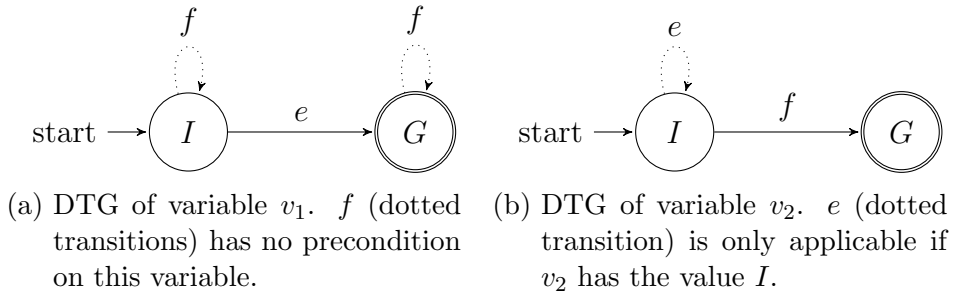 f
f
start
I
e
G
(a) DTG of variable v₁. f (dotted
transitions) has no precondition
on this variable.
e
start
I
f
G
(b) DTG of variable v₂. e (dotted
transition) is only applicable if
v₂ has the value I.